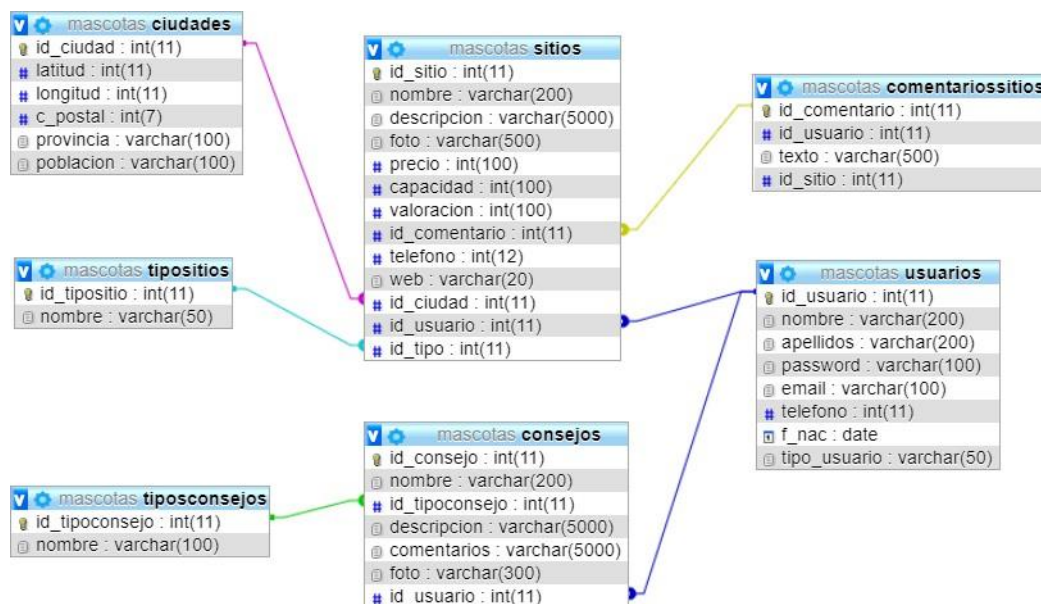 mascotas ciudades
id_ciudad : int(11)
latitud : int(11)
longitud : int(11)
c_postal : int(7)
provincia : varchar(100)
poblacion : varchar(100)
mascotas tipositios
id_tipositio : int(11)
nombre : varchar(50)
mascotas tiposconsejos
id_tipoconsejo : int(11)
nombre : varchar(100)
mascotas sitios
id_sitio : int(11)
nombre : varchar(200)
descripcion : varchar(5000)
foto : varchar(500)
precio : int(100)
capacidad : int(100)
valoracion : int(100)
id_comentario : int(11)
telefono : int(12)
web : varchar(20)
id_ciudad : int(11)
id_usuario : int(11)
id_tipo : int(11)
mascotas consejos
id_consejo : int(11)
nombre : varchar(200)
id_tipoconsejo : int(11)
descripcion : varchar(5000)
comentarios : varchar(5000)
foto : varchar(300)
id_usuario : int(11)
mascotas comentariossitios
id_comentario : int(11)
id_usuario : int(11)
texto : varchar(500)
id_sitio : int(11)
mascotas usuarios
id_usuario : int(11)
nombre : varchar(200)
apellidos : varchar(200)
password : varchar(100)
email : varchar(100)
telefono : int(11)
f_nac : date
tipo_usuario : varchar(50)